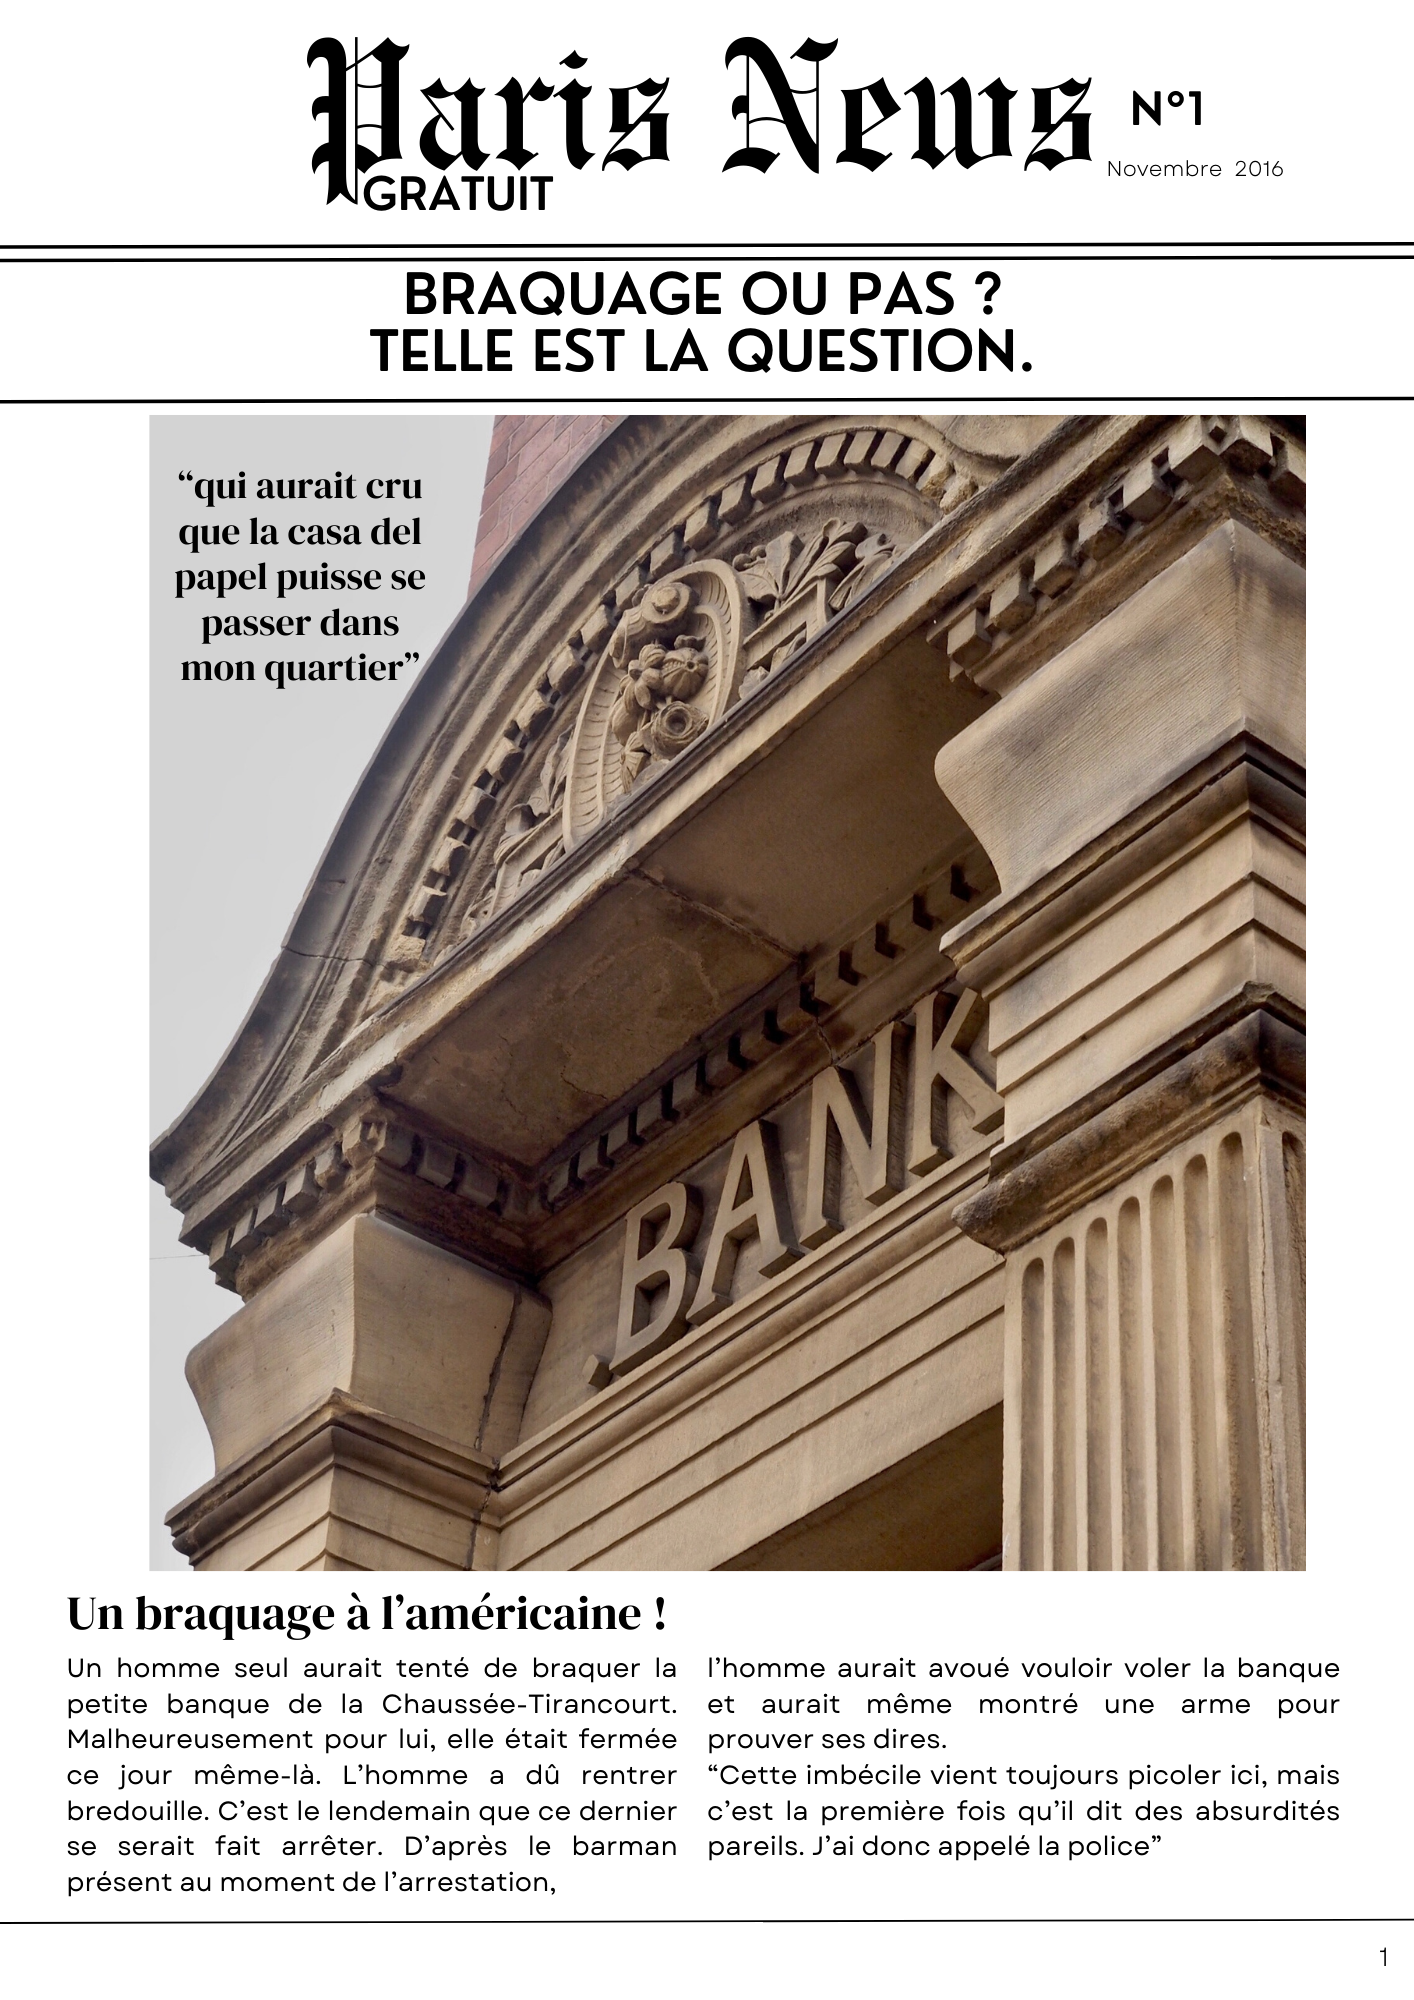 Paris News
N°1
Novembre 2016
GRATUIT
BRAQUAGE OU PAS ?
TELLE EST LA QUESTION.
“qui aurait cru
que la casa del
papel puisse se
passer dans
mon quartier”
BANK
Un braquage à l’américaine !
Un homme seul aurait tenté de braquer la
petite banque de la Chaussée-Tirancourt.
Malheureusement pour lui, elle était fermée
ce jour même-là. L’homme a dû rentrer
bredouille. C’est le lendemain que ce dernier
se serait fait arrêter. D’après le barman
présent au moment de l’arrestation,
l’homme aurait avoué vouloir voler la banque
et aurait même montré une arme pour
prouver ses dires.
“Cette imbécile vient toujours picoler ici, mais
c’est la première fois qu’il dit des absurdités
pareils. J’ai donc appelé la police”
1